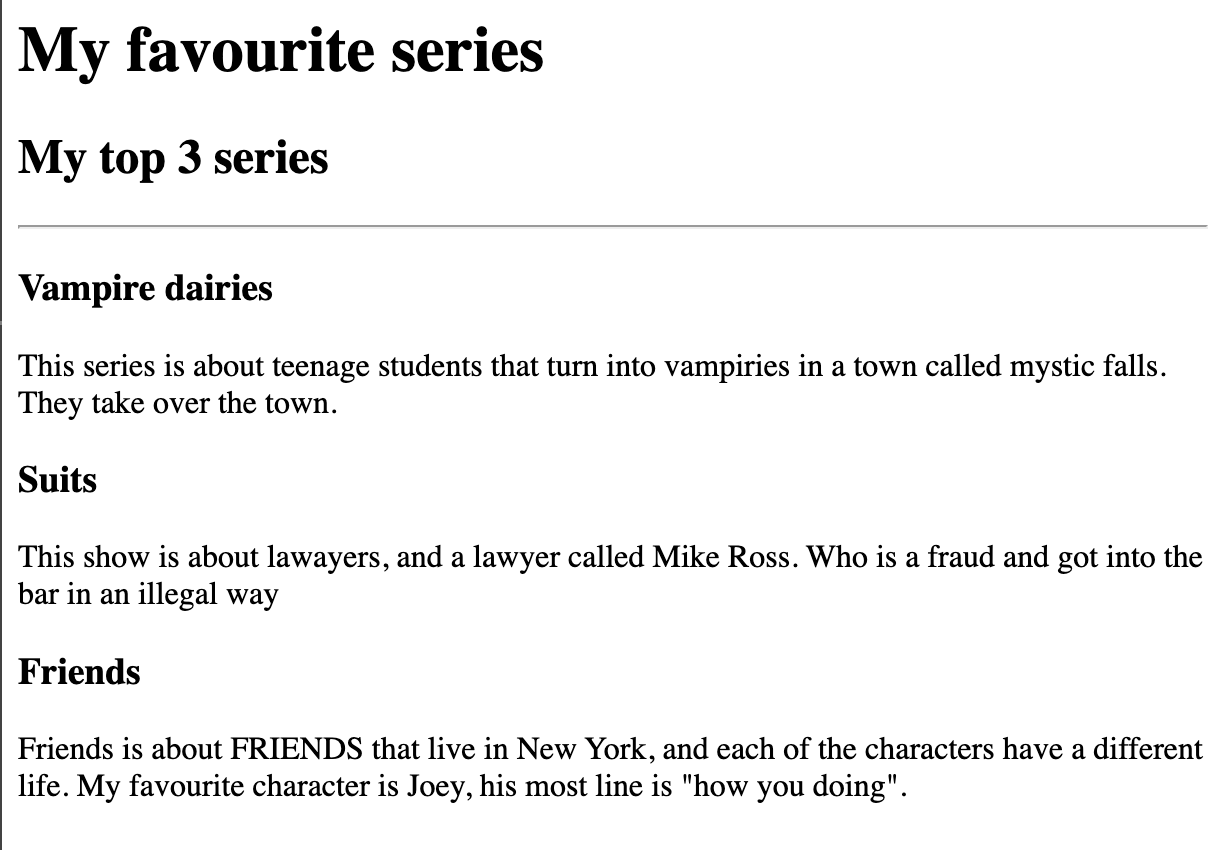 My favourite series
My top 3 series
Vampire dairies
This series is about teenage students that turn into vampiries in a town called mystic falls.
They take over the town.
Suits
This show is about lawayers, and a lawyer called Mike Ross. Who is a fraud and got into the
bar in an illegal way
Friends
Friends is about FRIENDS that live in New York, and each of the characters have a different
life. My favourite character is Joey, his most line is "how you doing".